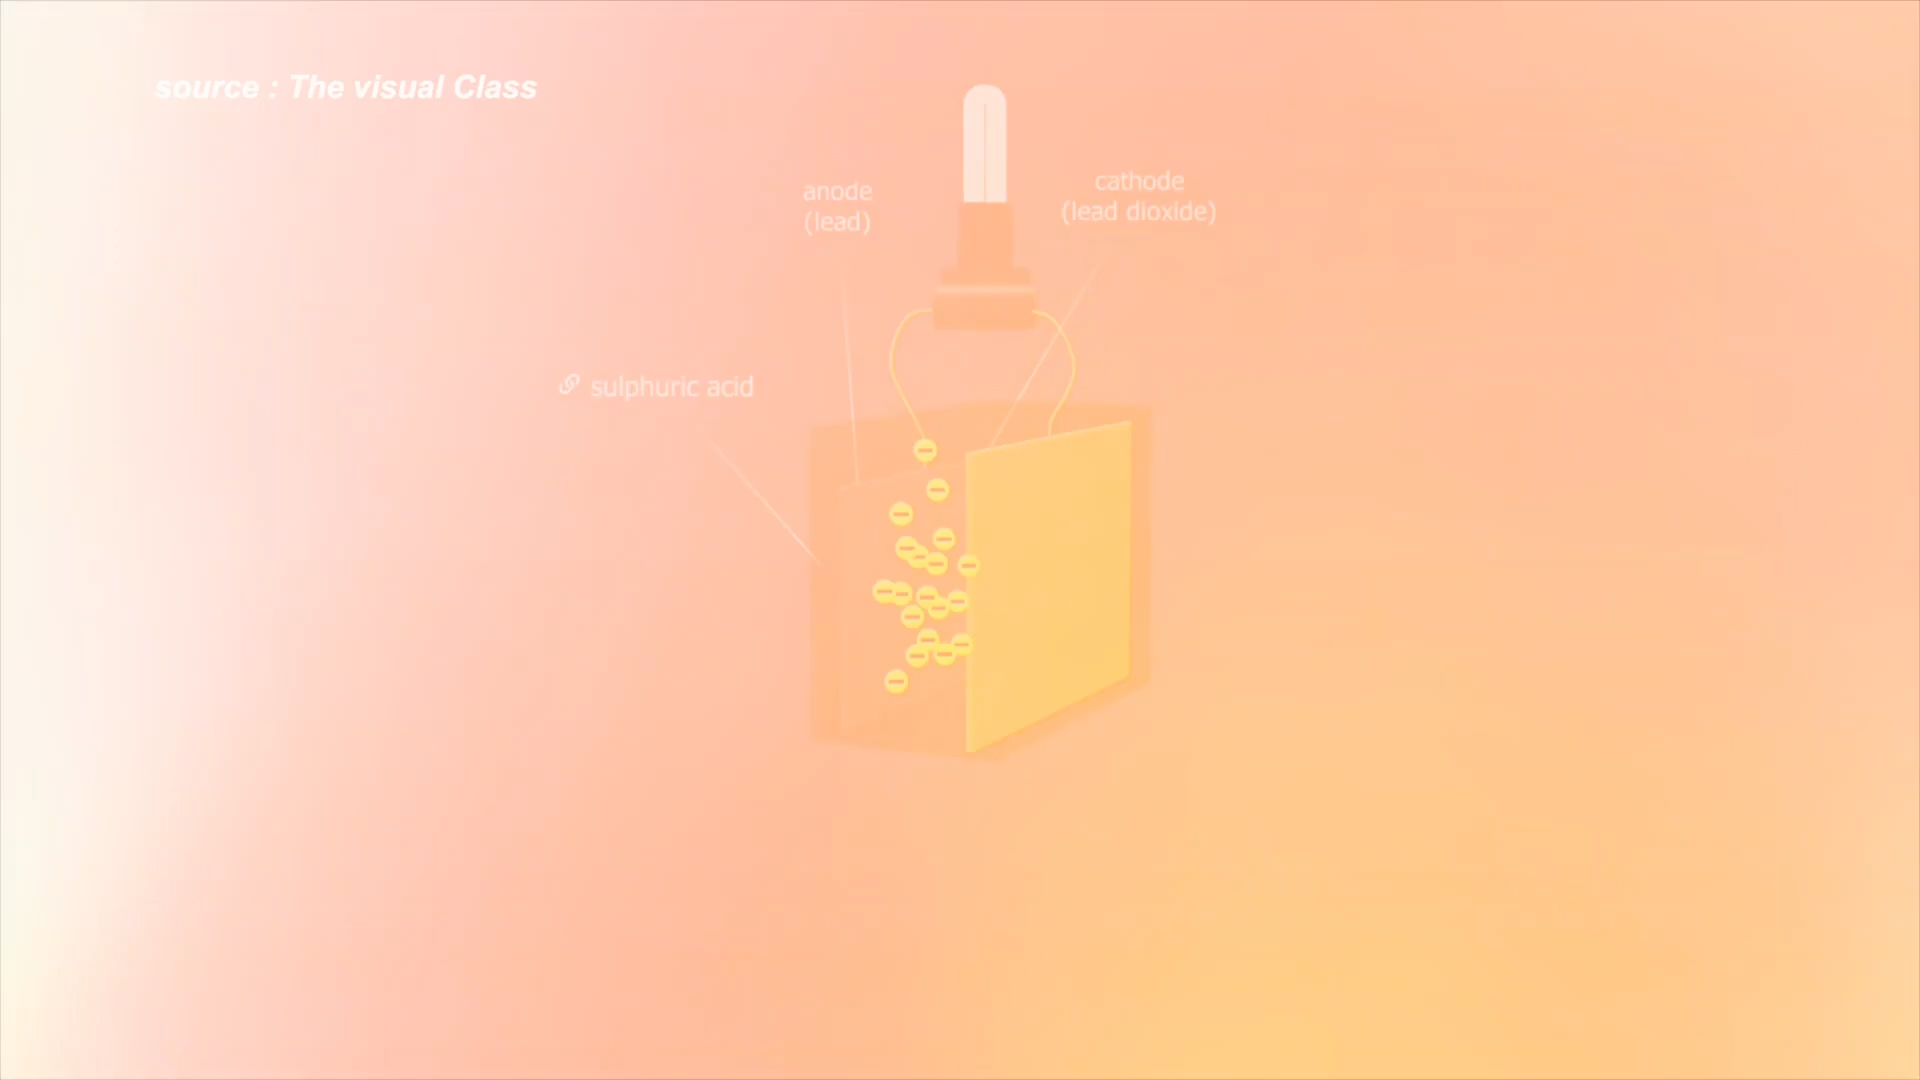 source : The visual Class
anode
(lead)
cathode
(lead dioxide)
sulphuric acid